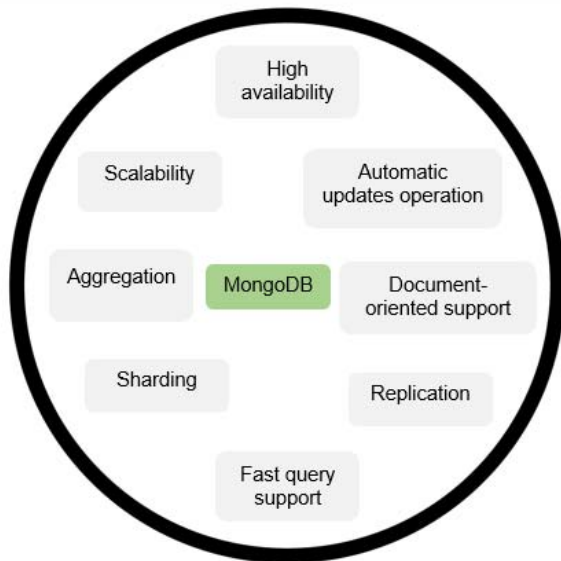 High
availability
Scalability
Automatic
updates operation
Aggregation
MongoDB
Document-
oriented support
Sharding
Replication
Fast query
support